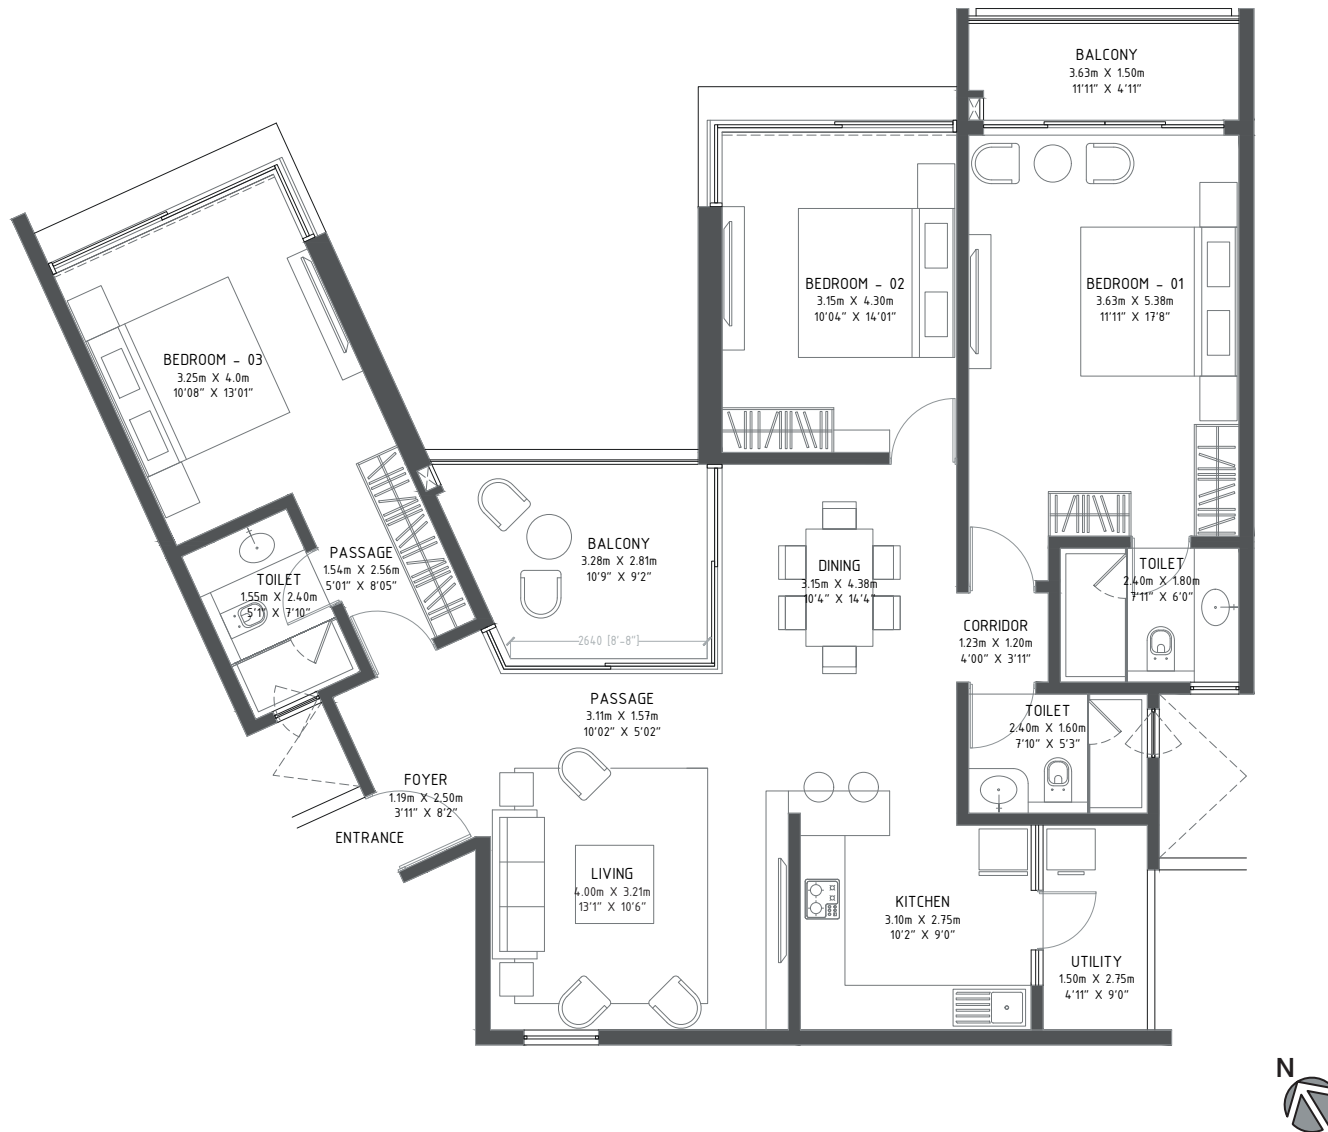 BALCONY
3.63m X 1.50m
11'11" X 4'11"
BEDROOM - 02
3.15m X 4.30m
10'04" X 14'01"
BEDROOM - 01
3.63m X 5.38m
11'11" X 17'8"
BEDROOM - 03
3.25m X 4.0m
10'08" X 13'01"
PASSAGE
1.54m X 2.56m
5'01" X 8'05"
TOILET
1.55m X 2.40m
5'1" X 7'10"
BALCONY
3.28m X 2.81m
10'9" X 9'2"
2640 [8'-8"]
DINING
3.15m X 4.38m
10'4" X 14'4"
TOILET
2.40m X 1.80m
7'11" X 6'0"
CORRIDOR
1.23m X 1.20m
4'00" X 3'11"
PASSAGE
3.11m X 1.57m
10'02" X 5'02"
TOILET
2.40m X 1.60m
7'10" X 5'3"
FOYER
1.19m X 2.50m
3'11" X 8'2"
ENTRANCE
LIVING
4.00m X 3.21m
13'1" X 10'6"
KITCHEN
3.10m X 2.75m
10'2" X 9'0"
UTILITY
1.50m X 2.75m
4'11" X 9'0"
N